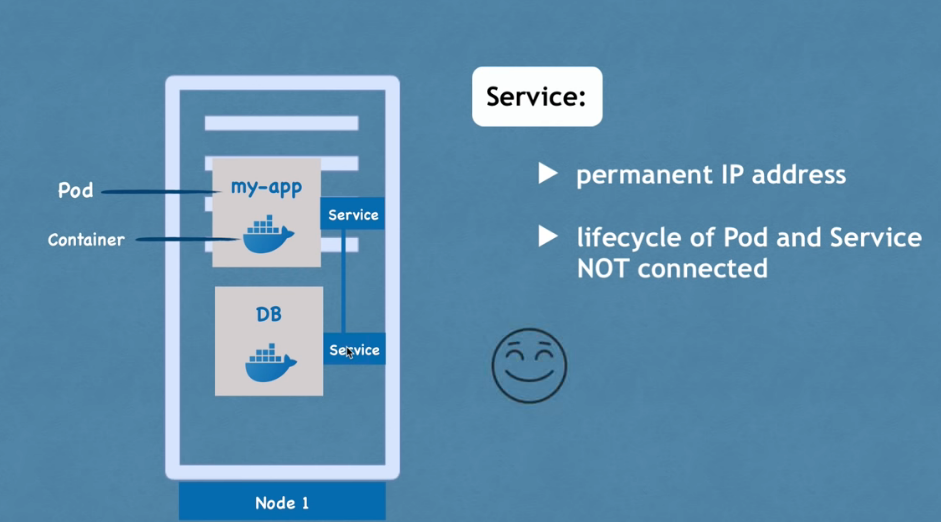 Service:
permanent IP address
lifecycle of Pod and Service
NOT connected
Pod
my-app
Service
Container
DB
Service
Node 1